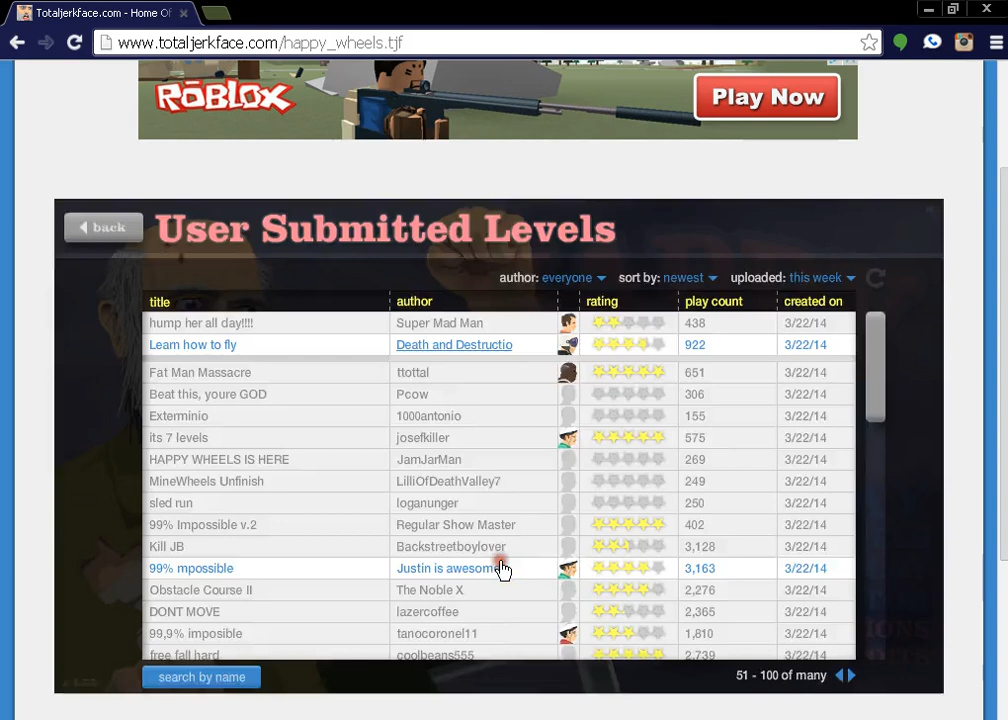 Totaljerkface.com - Home Of
www.totaljerkface.com/happy_wheels.tjf
ROBLOX
Play Now
back
User Submitted Levels
author: everyone sort by: newest uploaded: this week
title author rating play count created on
hump her all day!!!! Super Mad Man 438 3/22/14
Learn how to fly Death and Destructio 922 3/22/14
Fat Man Massacre ttottal 651 3/22/14
Beat this, youre GOD Pcow 306 3/22/14
Exterminio 1000antonio 155 3/22/14
its 7 levels josefkiller 575 3/22/14
HAPPY WHEELS IS HERE JamJarMan 269 3/22/14
MineWheels Unfinish LilliOfDeathValley7 249 3/22/14
sled run loganunger 250 3/22/14
99% Impossible v.2 Regular Show Master 402 3/22/14
Kill JB Backstreetboylover 3,128 3/22/14
99% mpossible Justin is awesom 3,163 3/22/14
Obstacle Course II The Noble X 2,276 3/22/14
DONT MOVE lazercoffee 2,365 3/22/14
99,9% imposible tanocoronel11 1,810 3/22/14
free fall hard coolbeans555 2,739 3/22/14
search by name
51 - 100 of many